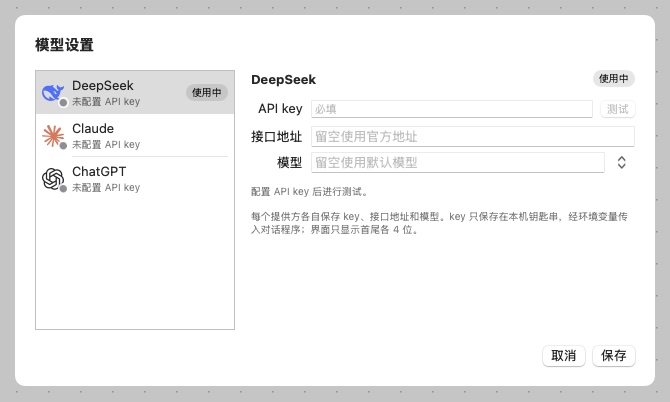 模型设置
DeepSeek
未配置 API key
使用中
Claude
未配置 API key
ChatGPT
未配置 API key
DeepSeek
使用中
API key
必填
测试
接口地址
留空使用官方地址
模型
留空使用默认模型
配置 API key 后进行测试。
每个提供方各自保存 key、接口地址和模型。key 只保存在本机钥匙串，经环境变量传
入对话程序；界面只显示首尾各 4 位。
取消
保存